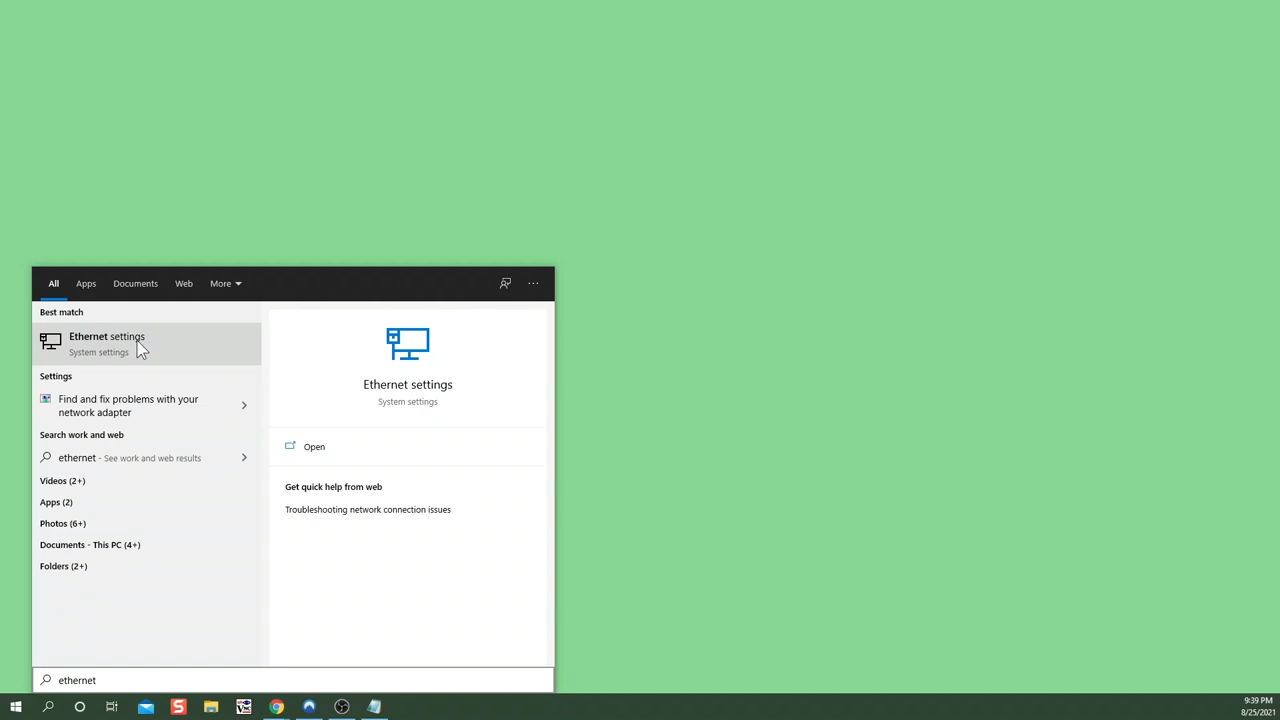 All Apps Documents Web More
Best match
Ethernet settings
System settings
Settings
Find and fix problems with your
network adapter
Search work and web
ethernet - See work and web results
Videos (2+)
Apps (2)
Photos (6+)
Documents - This PC (4+)
Folders (2+)
Ethernet settings
System settings
Open
Get quick help from web
Troubleshooting network connection issues
ethernet
9:39 PM
8/25/2021